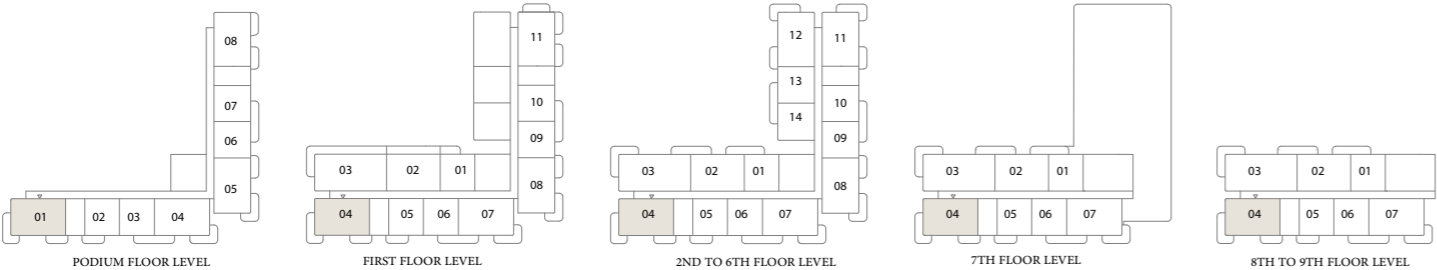 08
07
06
05
01 02 03 04
PODIUM FLOOR LEVEL
11
10
09
03 02 01
08
04 05 06 07
FIRST FLOOR LEVEL
12 11
13
10
14
09
03 02 01
08
04 05 06 07
2ND TO 6TH FLOOR LEVEL
03 02 01
04 05 06 07
7TH FLOOR LEVEL
03 02 01
04 05 06 07
8TH TO 9TH FLOOR LEVEL